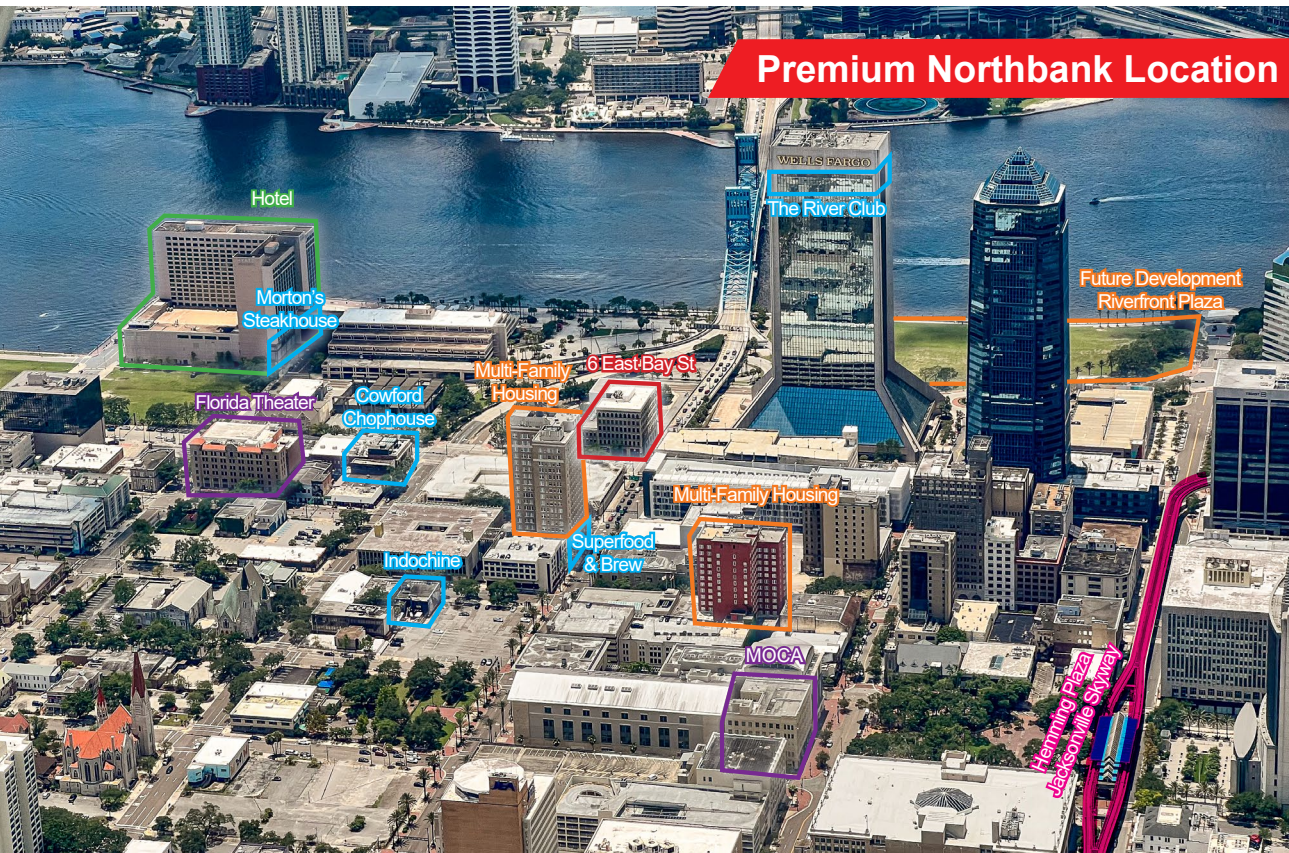 Premium Northbank Location
WELLS FARGO
The River Club
Hotel
Morton's
Steakhouse
Future Development
Riverfront Plaza
6 East Bay St
Multi-Family
Housing
Florida Theater
Cowford
Chophouse
Multi-Family Housing
Superfood
& Brew
Indochine
MOCA
Hemming Plaza
Jacksonville Skyway